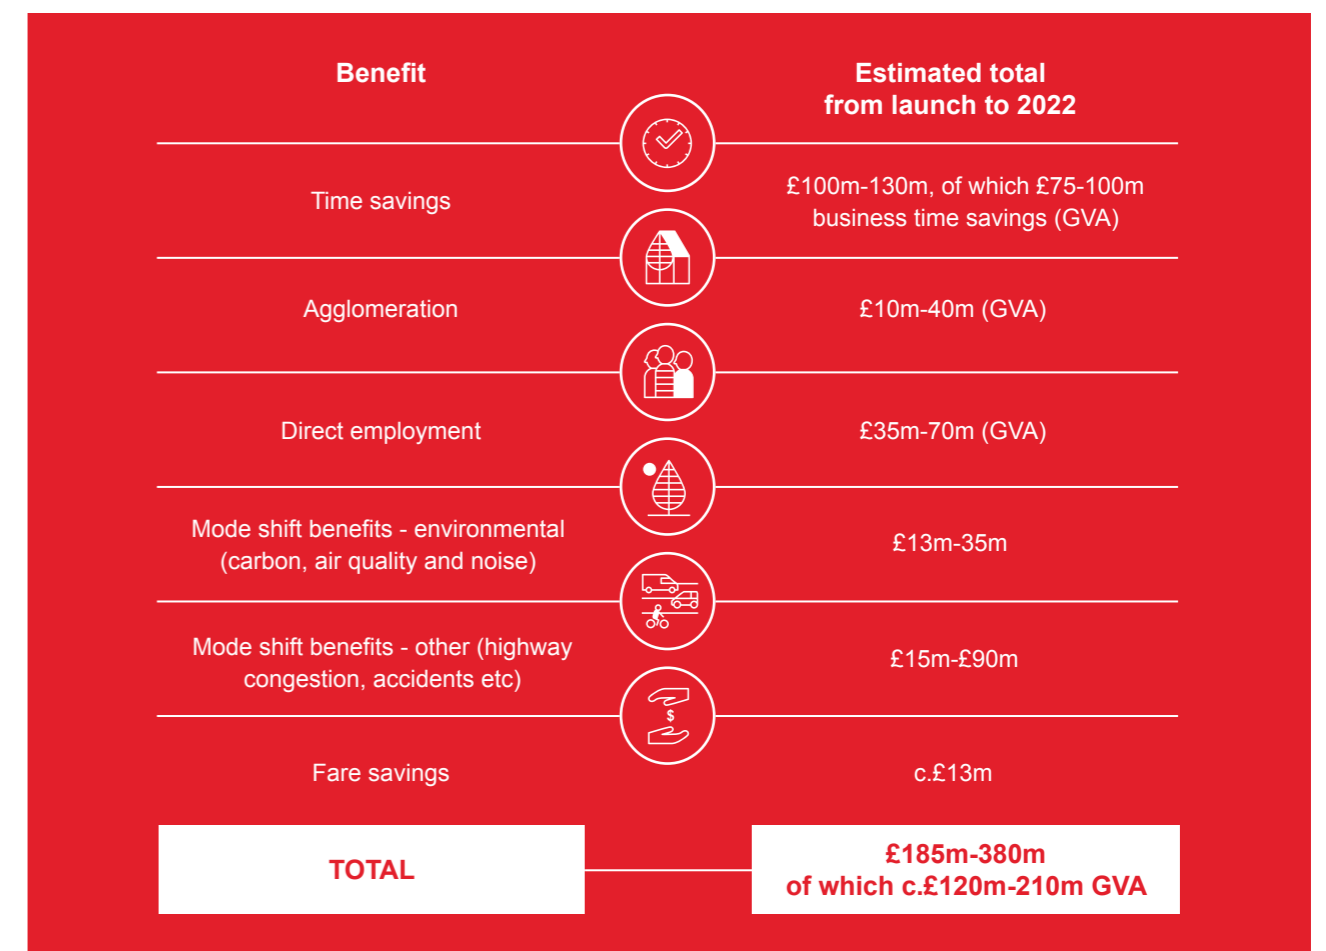 Benefit
Estimated total
from launch to 2022
Time savings
£100m-130m, of which £75-100m
business time savings (GVA)
Agglomeration
£10m-40m (GVA)
Direct employment
£35m-70m (GVA)
Mode shift benefits - environmental
(carbon, air quality and noise)
£13m-35m
Mode shift benefits - other (highway
congestion, accidents etc)
£15m-£90m
$
Fare savings
c.£13m
TOTAL
£185m-380m
of which c.£120m-210m GVA